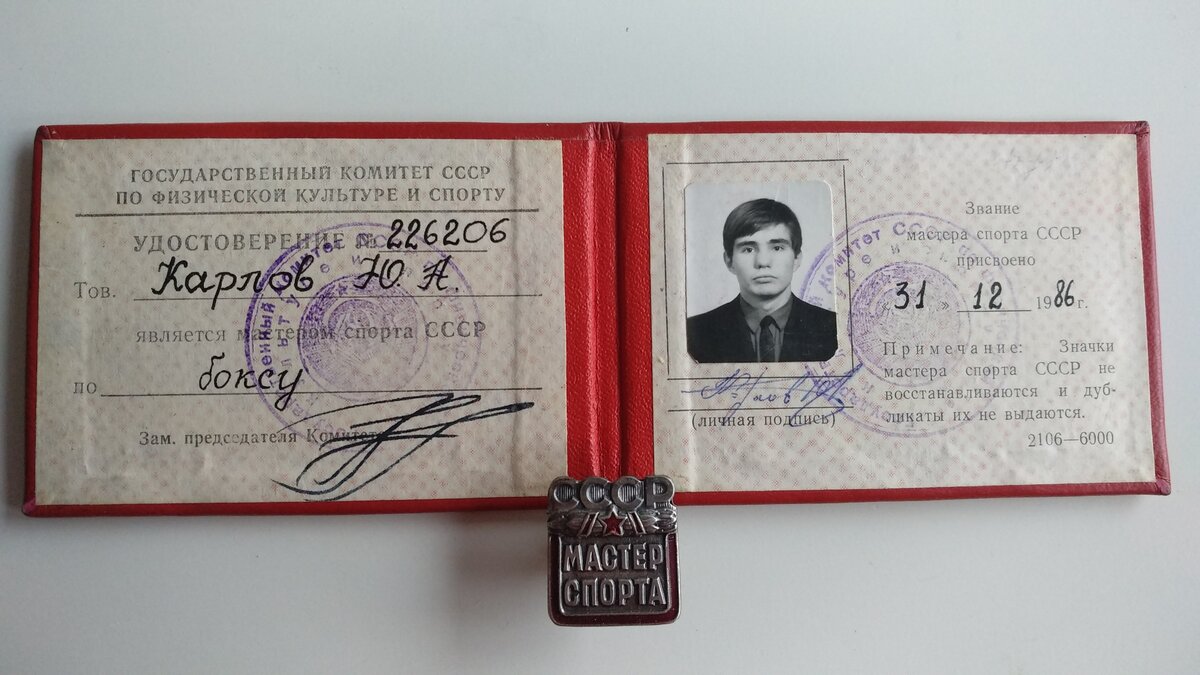 ГОСУДАРСТВЕННЫЙ КОМИТЕТ СССР
ПО ФИЗИЧЕСКОЙ КУЛЬТУРЕ И СПОРТУ
УДОСТОВЕРЕНИЕ № 226206
Тов. Карпов Ю. А.
является мастером спорта СССР
по боксу
Зам. председателя Комитета
(личная подпись)
Звание
мастера спорта СССР
присвоено
« 31 » 12 1986 г.
Примечание: Значки
мастера спорта СССР не
восстанавливаются и дуб-
ликаты их не выдаются.
2106—6000
СССР
МАСТЕР
СПОРТА